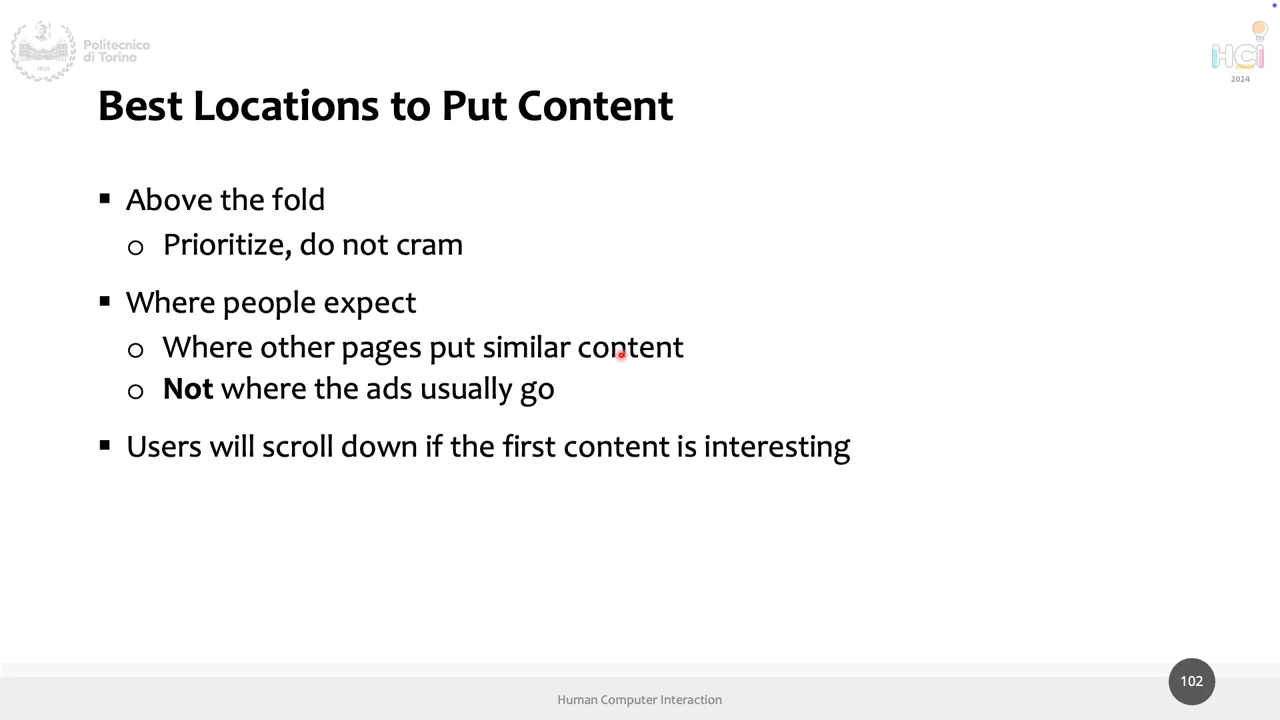 Politecnico
di Torino
1859
HCI
2024
Best Locations to Put Content
▪ Above the fold
o Prioritize, do not cram
▪ Where people expect
o Where other pages put similar content
o Not where the ads usually go
▪ Users will scroll down if the first content is interesting
102
Human Computer Interaction